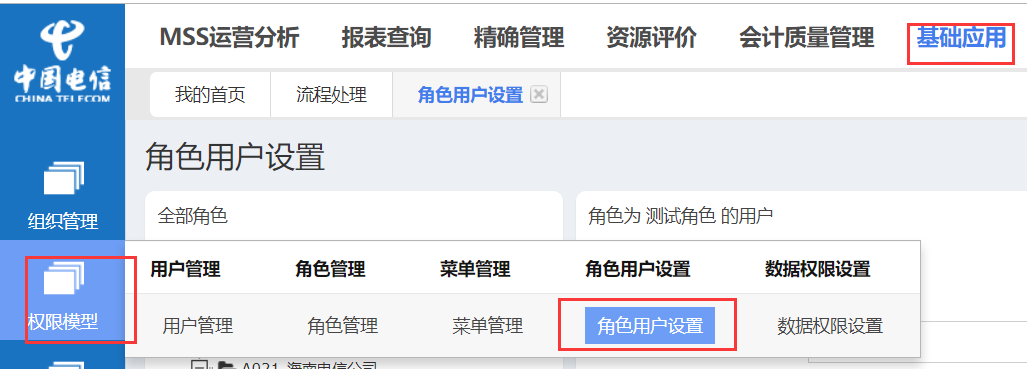 中国电信
CHINA TELECOM
MSS运营分析 报表查询 精确管理 资源评价 会计质量管理 基础应用
我的首页 流程处理 角色用户设置
角色用户设置
组织管理
全部角色 角色为 测试角色 的用户
权限模型
用户管理 角色管理 菜单管理 角色用户设置 数据权限设置
用户管理 角色管理 菜单管理 角色用户设置 数据权限设置
A021 海南电信公司